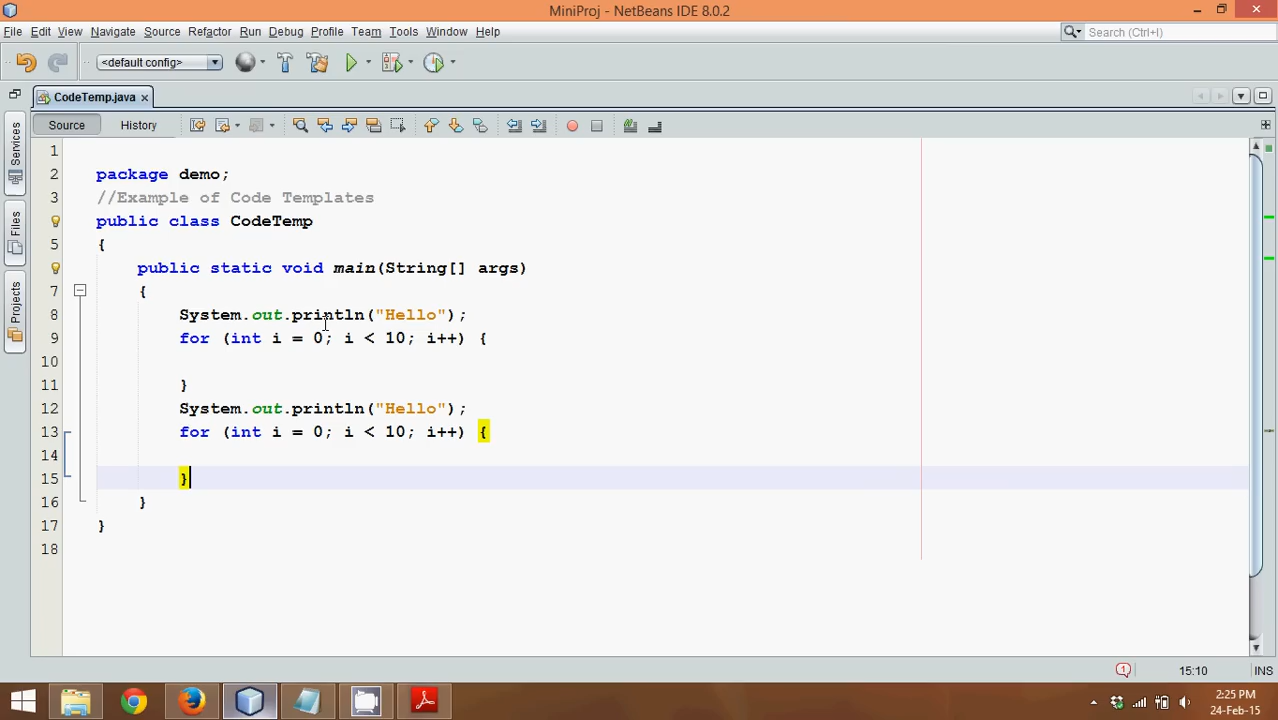 MiniProj - NetBeans IDE 8.0.2
File Edit View Navigate Source Refactor Run Debug Profile Team Tools Window Help
Search (Ctrl+I)
<default config>
CodeTemp.java
Source History
Services
Files
Projects
1
2 package demo;
3 //Example of Code Templates
public class CodeTemp
5 {
public static void main(String[] args)
7 {
8 System.out.println("Hello");
9 for (int i = 0; i < 10; i++) {
10
11 }
12 System.out.println("Hello");
13 for (int i = 0; i < 10; i++) {
14
15 }
16 }
17 }
18
1 15:10 INS
2:25 PM
24-Feb-15